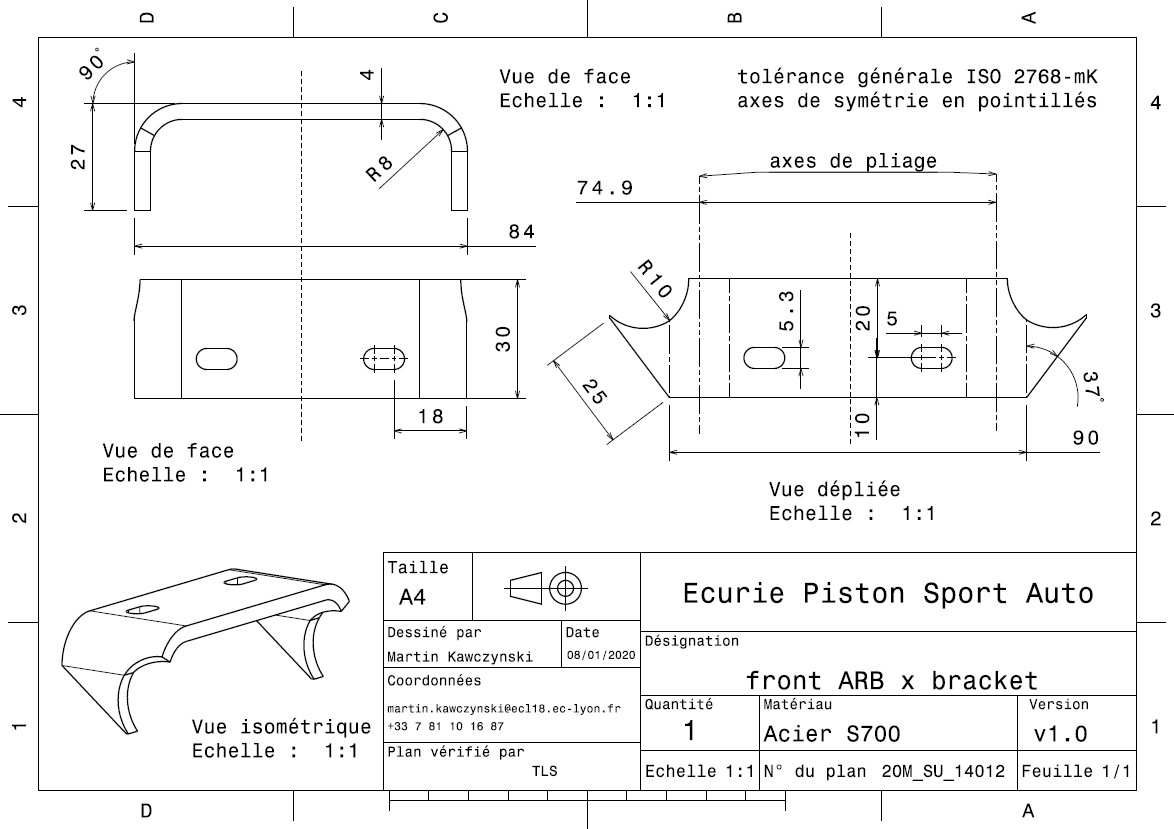 D C B A
4
4
3
3
2
2
1
1
90°
4
27
R8
84
Vue de face
Echelle : 1:1
tolérance générale ISO 2768-mK
axes de symétrie en pointillés
axes de pliage
74.9
R10
5.3
20
5
25
37°
10
90
30
18
Vue de face
Echelle : 1:1
Vue dépliée
Echelle : 1:1
Vue isométrique
Echelle : 1:1
Taille
A4
Ecurie Piston Sport Auto
Dessiné par
Martin Kawczynski
Date
08/01/2020
Désignation
front ARB x bracket
Coordonnées
martin.kawczynski@ecl18.ec-lyon.fr
+33 7 81 10 16 87
Quantité
1
Matériau
Acier S700
Version
v1.0
Plan vérifié par
TLS
Echelle 1:1
N° du plan 20M_SU_14012
Feuille 1/1
D A